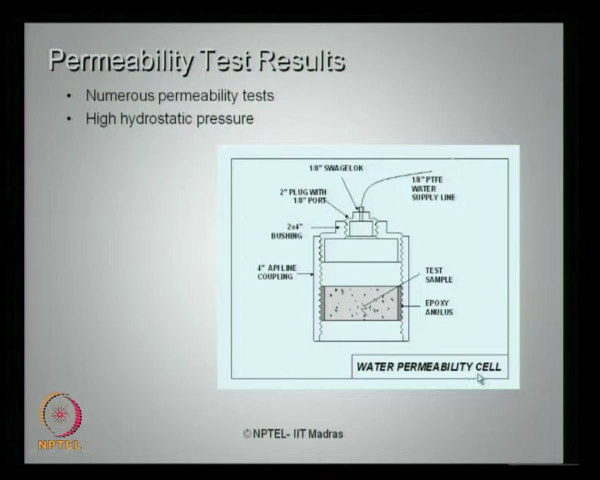 Permeability Test Results
• Numerous permeability tests
• High hydrostatic pressure
1/8" SWAGELOK
1/8" PTFE
WATER
SUPPLY LINE
2" PLUG WITH
1/8" PORT
2x4"
BUSHING
4" API LINE
COUPLING
TEST
SAMPLE
EPOXY
ANULUS
WATER PERMEABILITY CELL
NPTEL
© NPTEL- IIT Madras